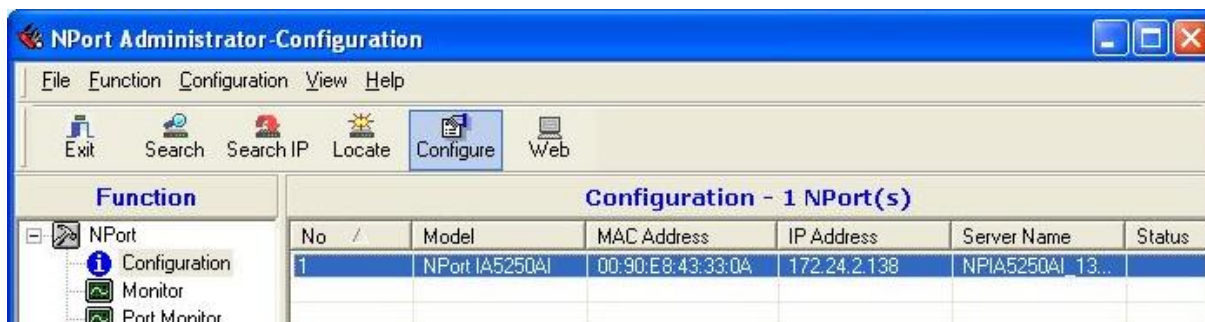 NPort Administrator-Configuration
File Function Configuration View Help
Exit Search Search IP Locate Configure Web
Function
Configuration - 1 NPort(s)
NPort
No Model MAC Address IP Address Server Name Status
Configuration
1 NPort IA5250AI 00:90:E8:43:33:0A 172.24.2.138 NPIA5250AI_13...
Monitor
Port Monitor